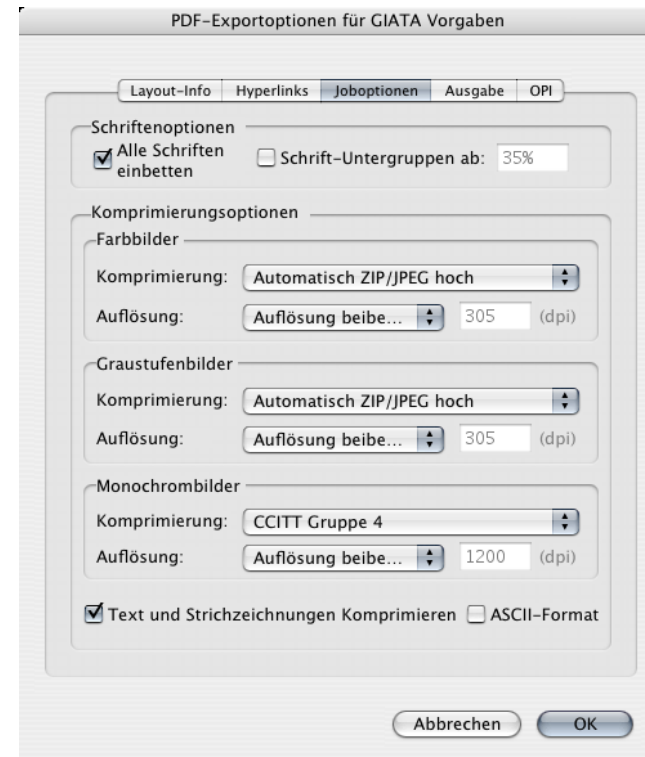 PDF-Exportoptionen für GIATA Vorgaben
Layout-Info Hyperlinks Joboptionen Ausgabe OPI
Schriftenoptionen
Alle Schriften
einbetten
Schrift-Untergruppen ab: 35%
Komprimierungsoptionen
Farbbilder
Komprimierung: Automatisch ZIP/JPEG hoch
Auflösung: Auflösung beibe... 305 (dpi)
Graustufenbilder
Komprimierung: Automatisch ZIP/JPEG hoch
Auflösung: Auflösung beibe... 305 (dpi)
Monochrombilder
Komprimierung: CCITT Gruppe 4
Auflösung: Auflösung beibe... 1200 (dpi)
Text und Strichzeichnungen Komprimieren ASCII-Format
Abbrechen OK